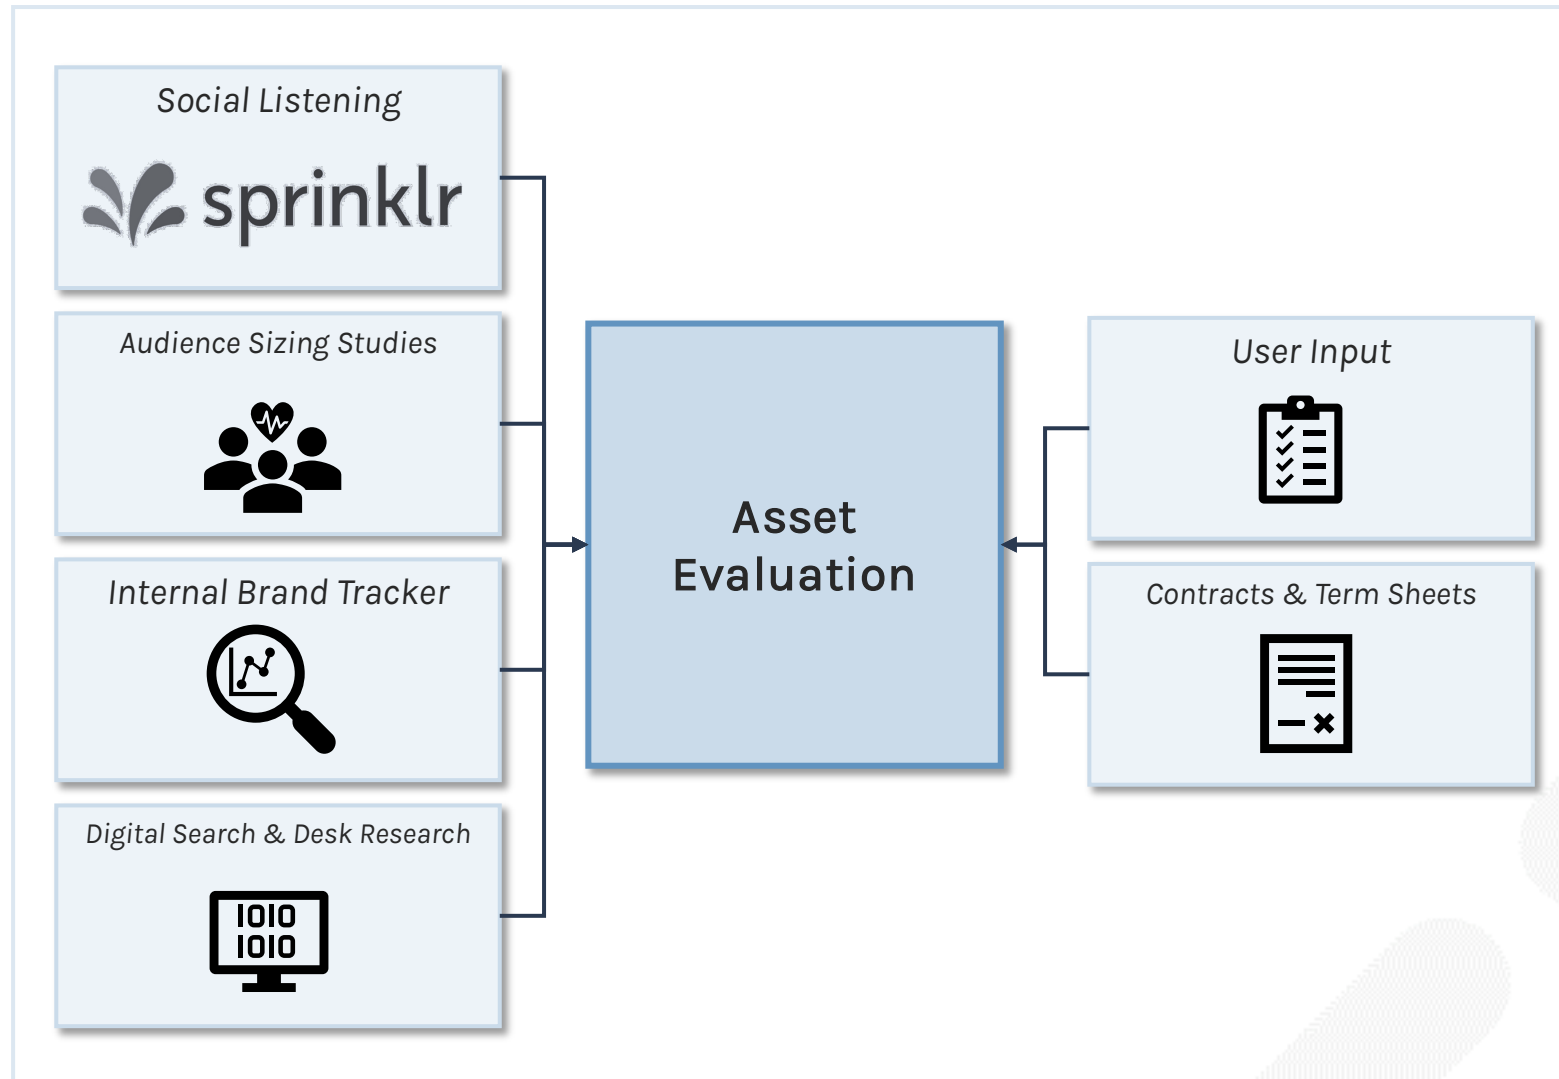 Social Listening
sprinklr
Audience Sizing Studies
Internal Brand Tracker
Digital Search & Desk Research
1010
1010
Asset
Evaluation
User Input
Contracts & Term Sheets